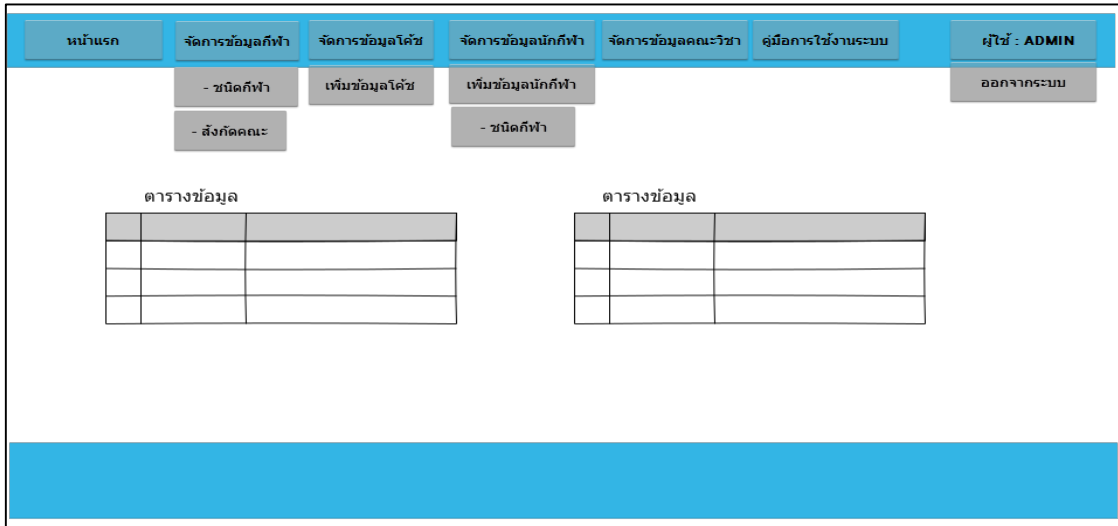 หน้าแรก
จัดการข้อมูลกีฬา
จัดการข้อมูลโค้ช
จัดการข้อมูลนักกีฬา
จัดการข้อมูลคณะวิชา
คู่มือการใช้งานระบบ
ผู้ใช้ : ADMIN
- ชนิดกีฬา
เพิ่มข้อมูลโค้ช
เพิ่มข้อมูลนักกีฬา
ออกจากระบบ
- สังกัดคณะ
- ชนิดกีฬา
ตารางข้อมูล
ตารางข้อมูล